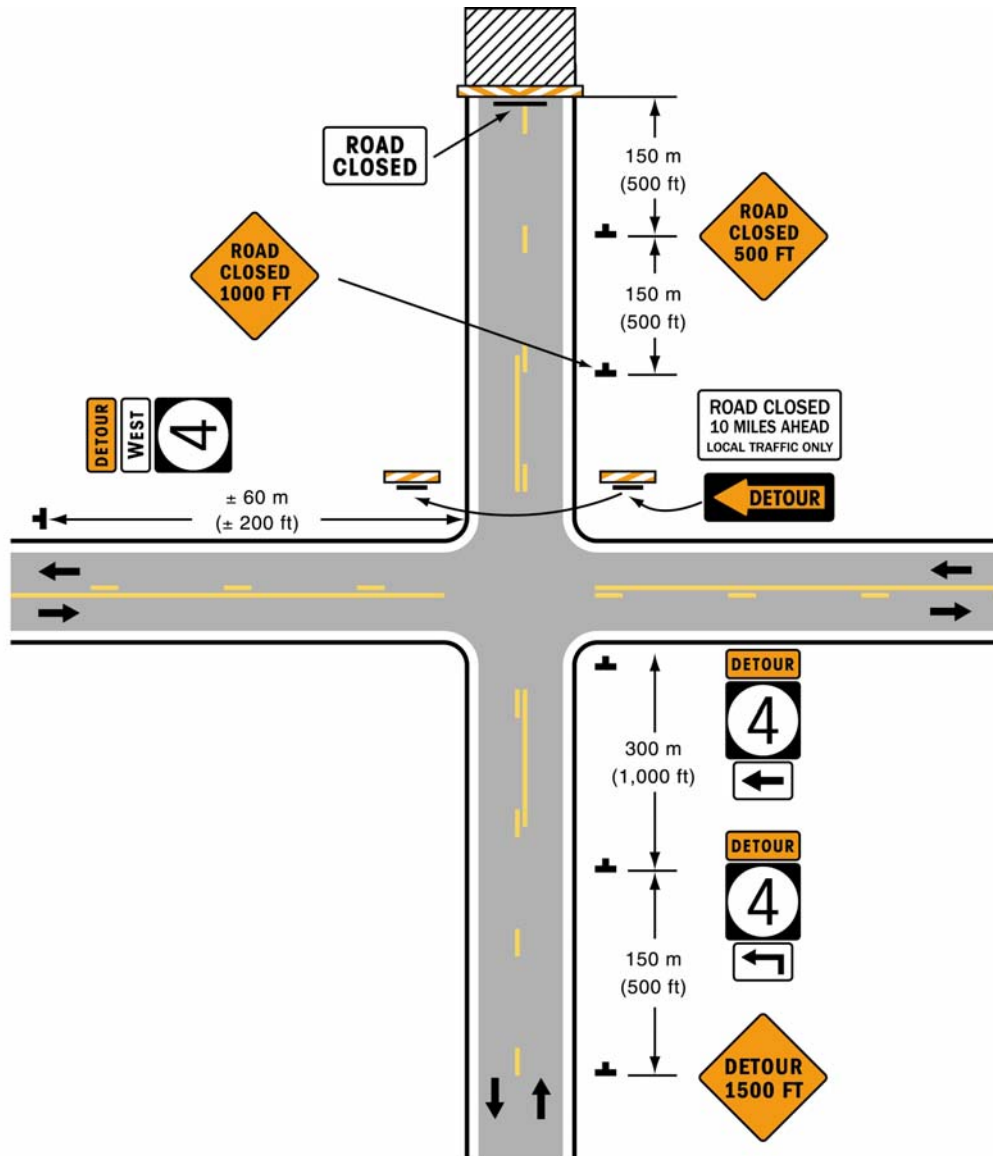 ROAD
CLOSED
150 m
(500 ft)
ROAD
CLOSED
500 FT
ROAD
CLOSED
1000 FT
150 m
(500 ft)
DETOUR
WEST
4
ROAD CLOSED
10 MILES AHEAD
LOCAL TRAFFIC ONLY
DETOUR
± 60 m
(± 200 ft)
DETOUR
4
300 m
(1,000 ft)
DETOUR
4
150 m
(500 ft)
DETOUR
1500 FT